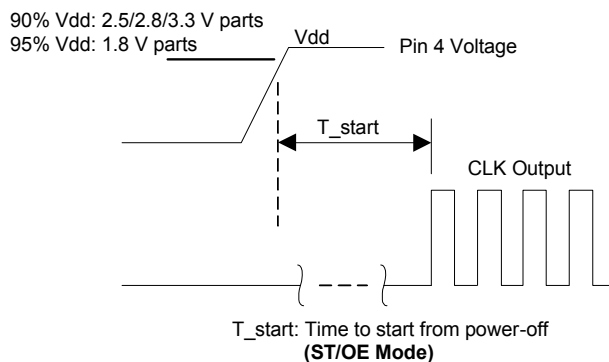 90% Vdd: 2.5/2.8/3.3 V parts
95% Vdd: 1.8 V parts
Vdd
Pin 4 Voltage
T_start
CLK Output
T_start: Time to start from power-off
(ST/OE Mode)